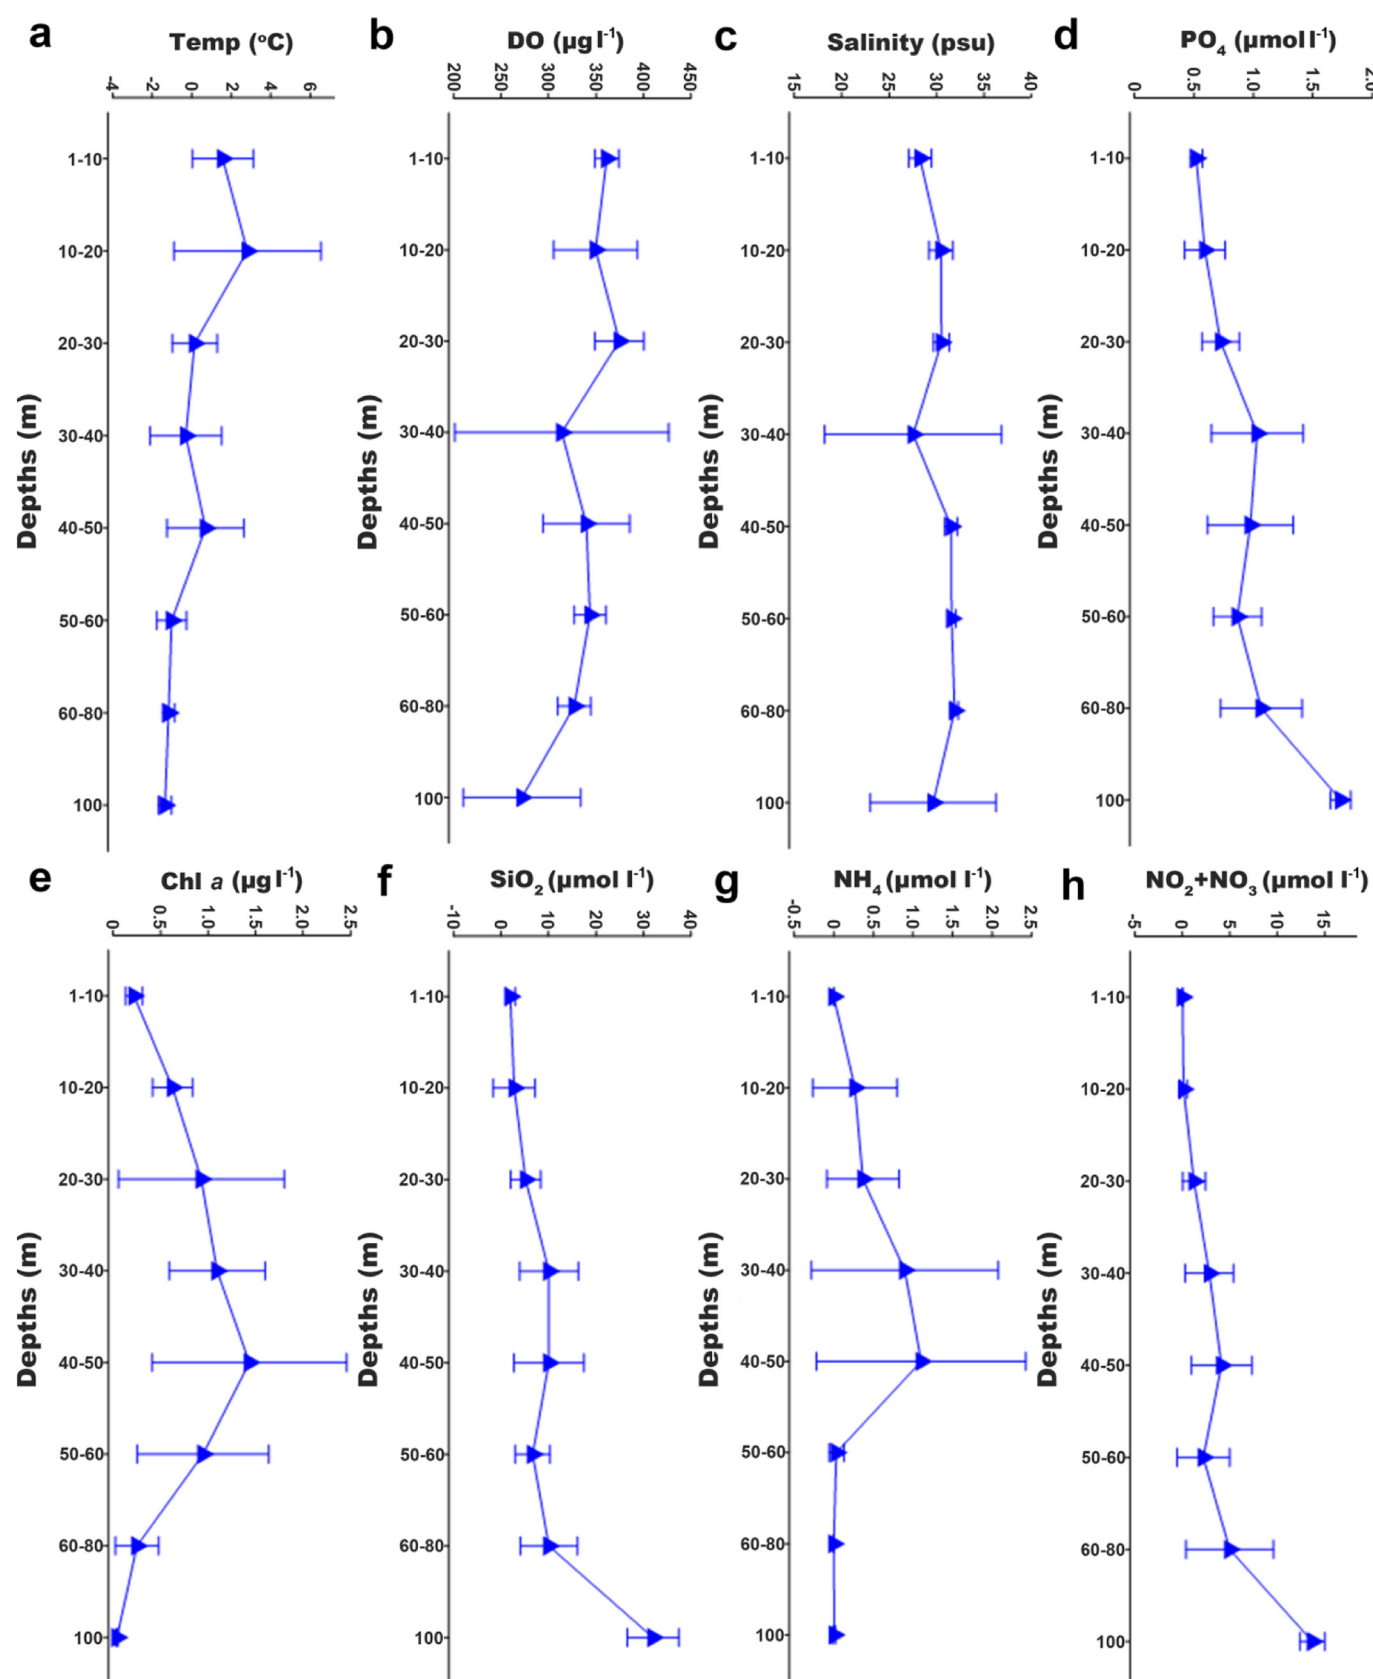 a Temp (°C)
-4 -2 0 2 4 6
Depths (m)
1-10
10-20
20-30
30-40
40-50
50-60
60-80
100
b DO (µg l⁻¹)
200 250 300 350 400 450
Depths (m)
1-10
10-20
20-30
30-40
40-50
50-60
60-80
100
c Salinity (psu)
15 20 25 30 35 40
Depths (m)
1-10
10-20
20-30
30-40
40-50
50-60
60-80
100
d PO₄ (µmol l⁻¹)
0 0.5 1.0 1.5 2.0
Depths (m)
1-10
10-20
20-30
30-40
40-50
50-60
60-80
100
e Chl a (µg l⁻¹)
0 0.5 1.0 1.5 2.0 2.5
Depths (m)
1-10
10-20
20-30
30-40
40-50
50-60
60-80
100
f SiO₂ (µmol l⁻¹)
-10 0 10 20 30 40
Depths (m)
1-10
10-20
20-30
30-40
40-50
50-60
60-80
100
g NH₄ (µmol l⁻¹)
-0.5 0 0.5 1.0 1.5 2.0 2.5
Depths (m)
1-10
10-20
20-30
30-40
40-50
50-60
60-80
100
h NO₂+NO₃ (µmol l⁻¹)
-5 0 5 10 15
Depths (m)
1-10
10-20
20-30
30-40
40-50
50-60
60-80
100